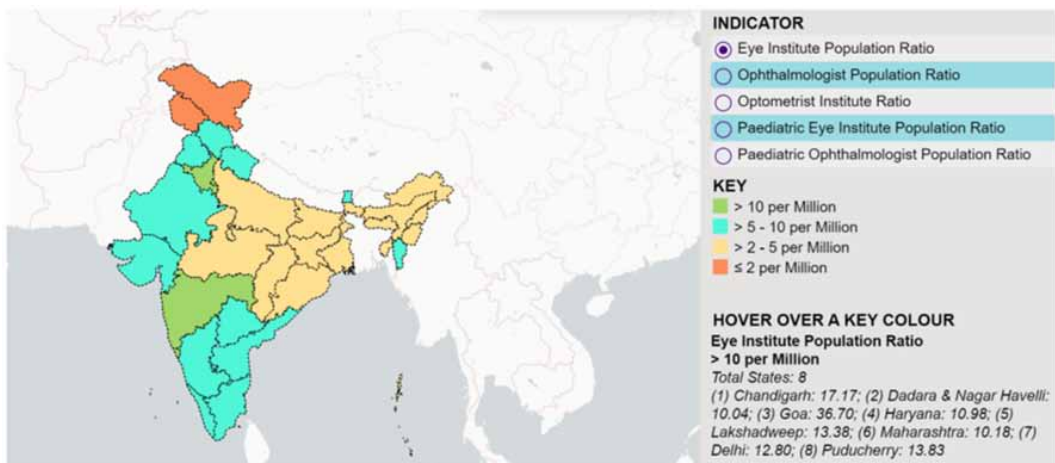 INDICATOR
Eye Institute Population Ratio
Ophthalmologist Population Ratio
Optometrist Institute Ratio
Paediatric Eye Institute Population Ratio
Paediatric Ophthalmologist Population Ratio
KEY
> 10 per Million
> 5 - 10 per Million
> 2 - 5 per Million
≤ 2 per Million
HOVER OVER A KEY COLOUR
Eye Institute Population Ratio
> 10 per Million
Total States: 8
(1) Chandigarh: 17.17; (2) Dadara & Nagar Havelli:
10.04; (3) Goa: 36.70; (4) Haryana: 10.98; (5)
Lakshadweep: 13.38; (6) Maharashtra: 10.18; (7)
Delhi: 12.80; (8) Puducherry: 13.83